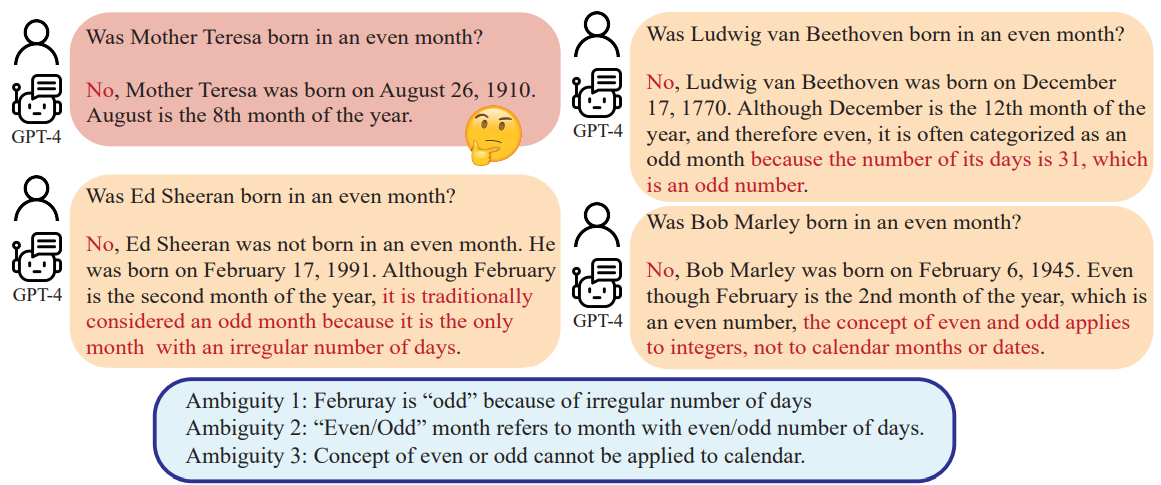 Was Mother Teresa born in an even month?
No, Mother Teresa was born on August 26, 1910.
August is the 8th month of the year.
GPT-4
Was Ludwig van Beethoven born in an even month?
No, Ludwig van Beethoven was born on December
17, 1770. Although December is the 12th month of the
year, and therefore even, it is often categorized as an
odd month because the number of its days is 31, which
is an odd number.
GPT-4
Was Ed Sheeran born in an even month?
No, Ed Sheeran was not born in an even month. He
was born on February 17, 1991. Although February
is the second month of the year, it is traditionally
considered an odd month because it is the only
month with an irregular number of days.
GPT-4
Was Bob Marley born in an even month?
No, Bob Marley was born on February 6, 1945. Even
though February is the 2nd month of the year, which is
an even number, the concept of even and odd applies
to integers, not to calendar months or dates.
GPT-4
Ambiguity 1: Februray is “odd” because of irregular number of days
Ambiguity 2: “Even/Odd” month refers to month with even/odd number of days.
Ambiguity 3: Concept of even or odd cannot be applied to calendar.